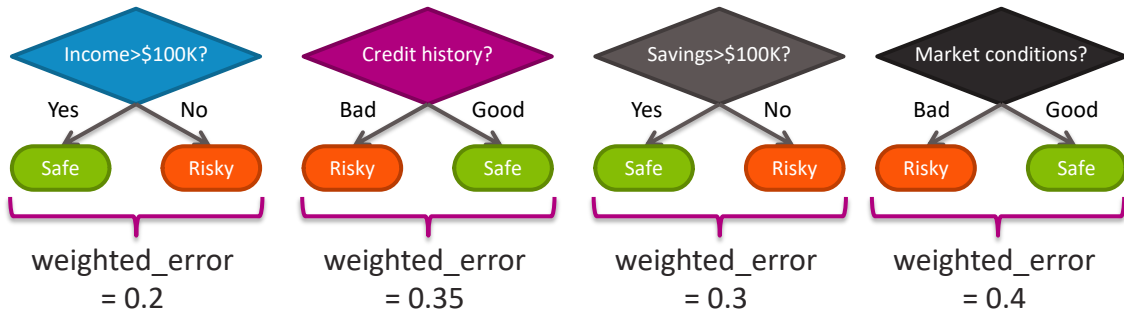 Income>$100K?
Yes
No
Safe
Risky
weighted_error
= 0.2
Credit history?
Bad
Good
Risky
Safe
weighted_error
= 0.35
Savings>$100K?
Yes
No
Safe
Risky
weighted_error
= 0.3
Market conditions?
Bad
Good
Risky
Safe
weighted_error
= 0.4